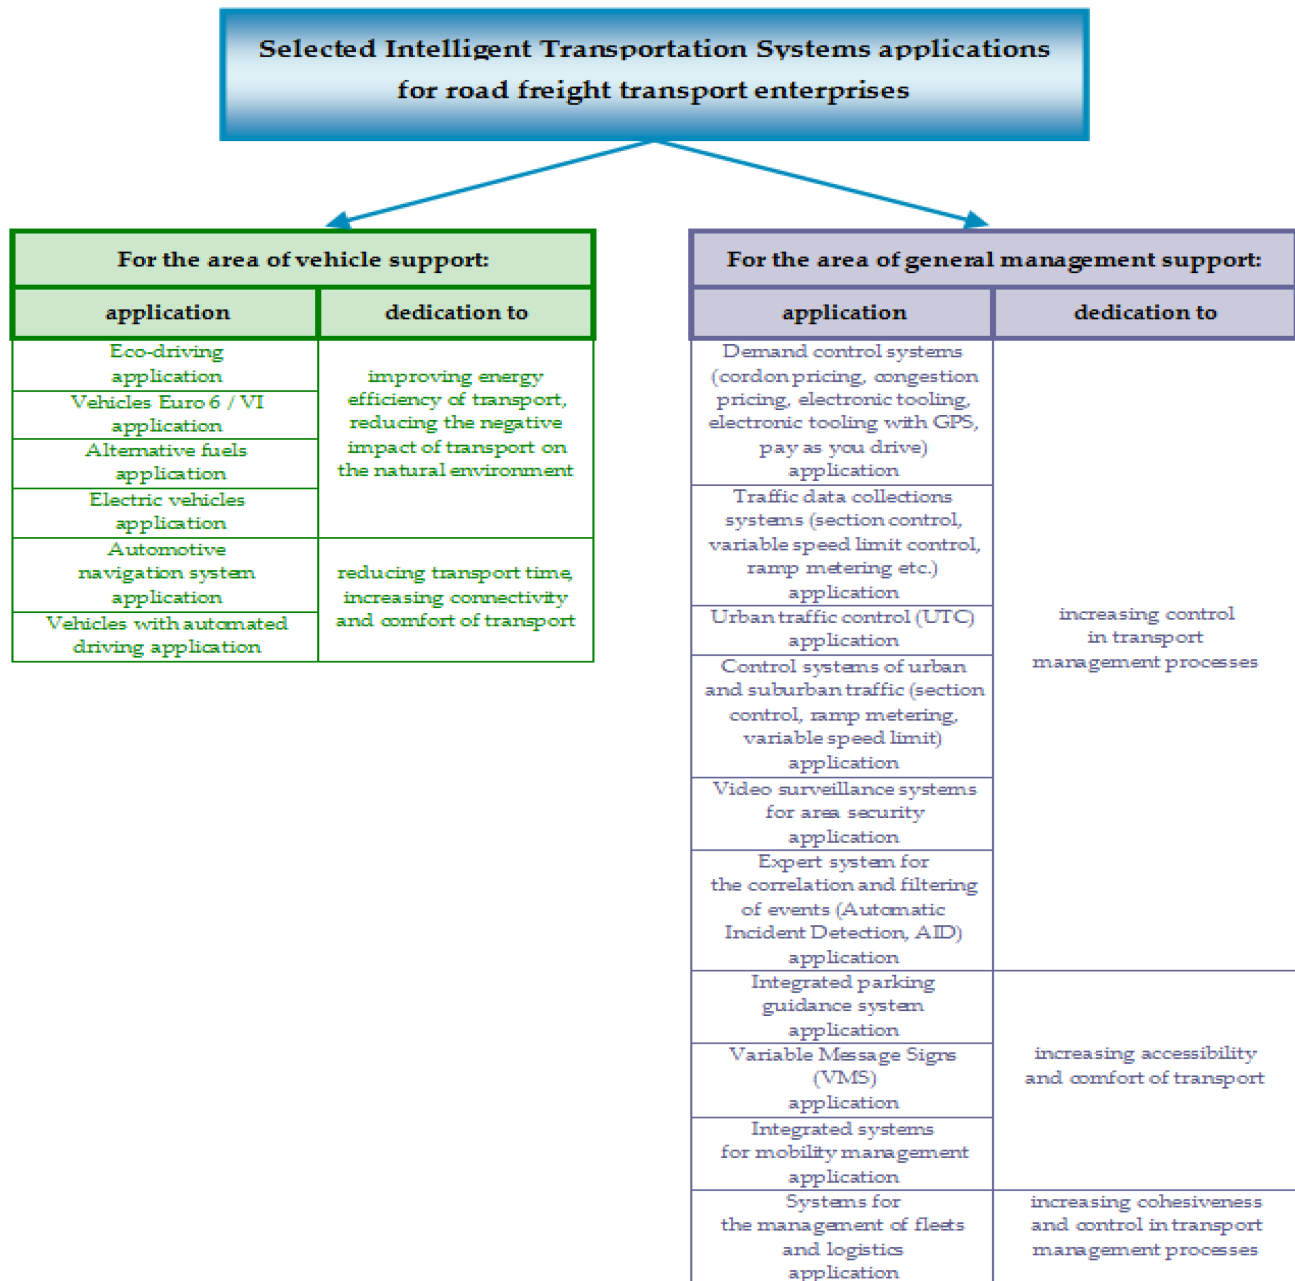 Selected Intelligent Transportation Systems applications
for road freight transport enterprises
For the area of vehicle support:
application
dedication to
Eco-driving
application
Vehicles Euro 6 / VI
application
Alternative fuels
application
Electric vehicles
application
improving energy
efficiency of transport,
reducing the negative
impact of transport on
the natural environment
Automotive
navigation system
application
Vehicles with automated
driving application
reducing transport time,
increasing connectivity
and comfort of transport
For the area of general management support:
application
dedication to
Demand control systems
(cordon pricing, congestion
pricing, electronic tooling,
electronic tooling with GPS,
pay as you drive)
application
Traffic data collections
systems (section control,
variable speed limit control,
ramp metering etc.)
application
Urban traffic control (UTC)
application
Control systems of urban
and suburban traffic (section
control, ramp metering,
variable speed limit)
application
Video surveillance systems
for area security
application
Expert system for
the correlation and filtering
of events (Automatic
Incident Detection, AID)
application
increasing control
in transport
management processes
Integrated parking
guidance system
application
Variable Message Signs
(VMS)
application
Integrated systems
for mobility management
application
increasing accessibility
and comfort of transport
Systems for
the management of fleets
and logistics
application
increasing cohesiveness
and control in transport
management processes